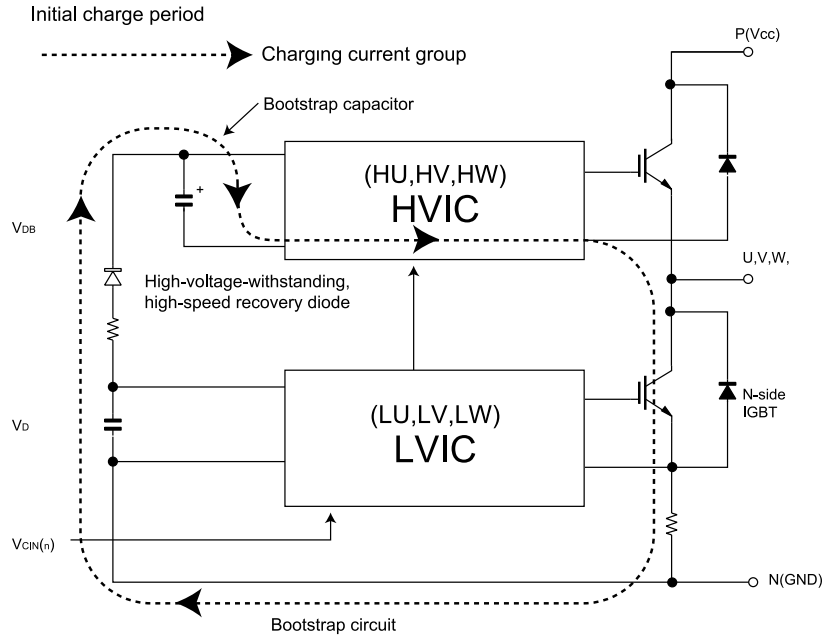 Initial charge period
Charging current group
P(Vcc)
Bootstrap capacitor
+
(HU,HV,HW)
HVIC
VDB
U,V,W,
High-voltage-withstanding,
high-speed recovery diode
N-side
IGBT
(LU,LV,LW)
LVIC
VD
VCIN(n)
N(GND)
Bootstrap circuit